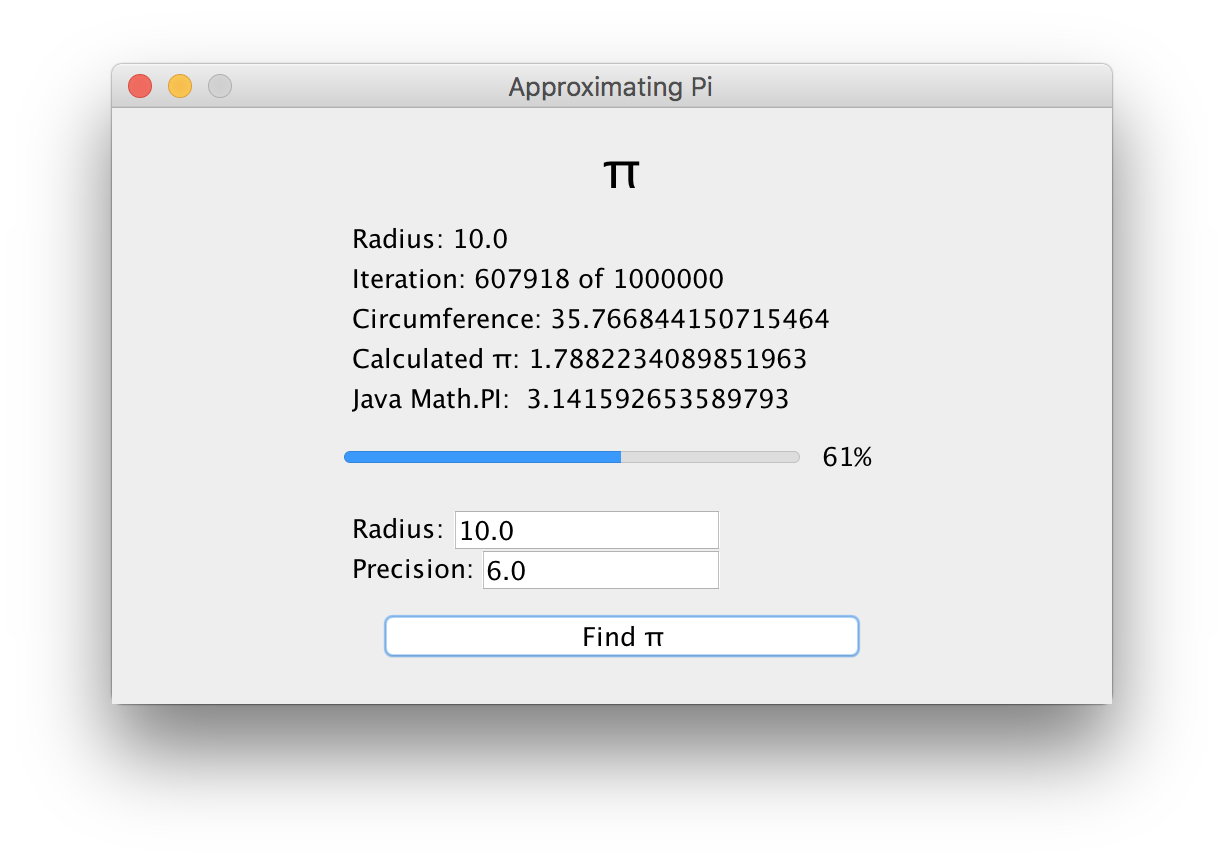 Approximating Pi
π
Radius: 10.0
Iteration: 607918 of 1000000
Circumference: 35.766844150715464
Calculated π: 1.7882234089851963
Java Math.PI:  3.141592653589793
61%
Radius: 10.0
Precision: 6.0
Find π